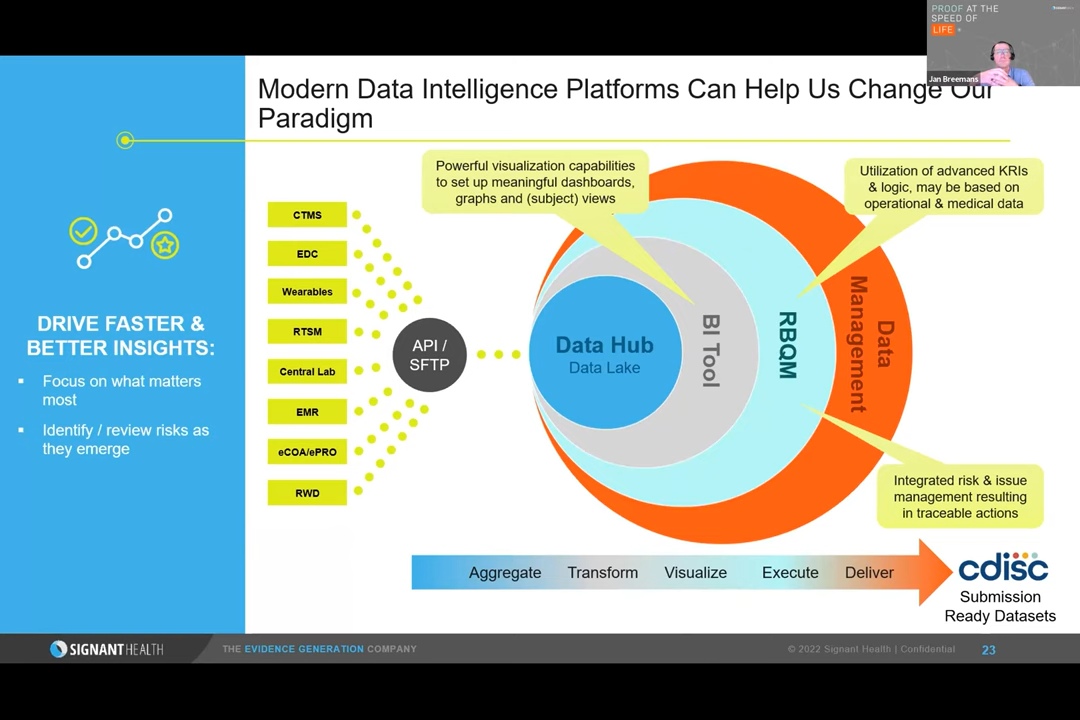 PROOF AT THE
SPEED OF
LIFE
Jan Breemans
Modern Data Intelligence Platforms Can Help Us Change Our
Paradigm
DRIVE FASTER &
BETTER INSIGHTS:
▪ Focus on what matters
most
▪ Identify / review risks as
they emerge
Powerful visualization capabilities
to set up meaningful dashboards,
graphs and (subject) views
Utilization of advanced KRIs
& logic, may be based on
operational & medical data
CTMS
EDC
Wearables
RTSM
Central Lab
EMR
eCOA/ePRO
RWD
API /
SFTP
Data Hub
Data Lake
BI Tool
RBQM
Data
Management
Integrated risk & issue
management resulting
in traceable actions
Aggregate Transform Visualize Execute Deliver
cdisc
Submission
Ready Datasets
SIGNANT HEALTH
THE EVIDENCE GENERATION COMPANY
© 2022 Signant Health | Confidential
23